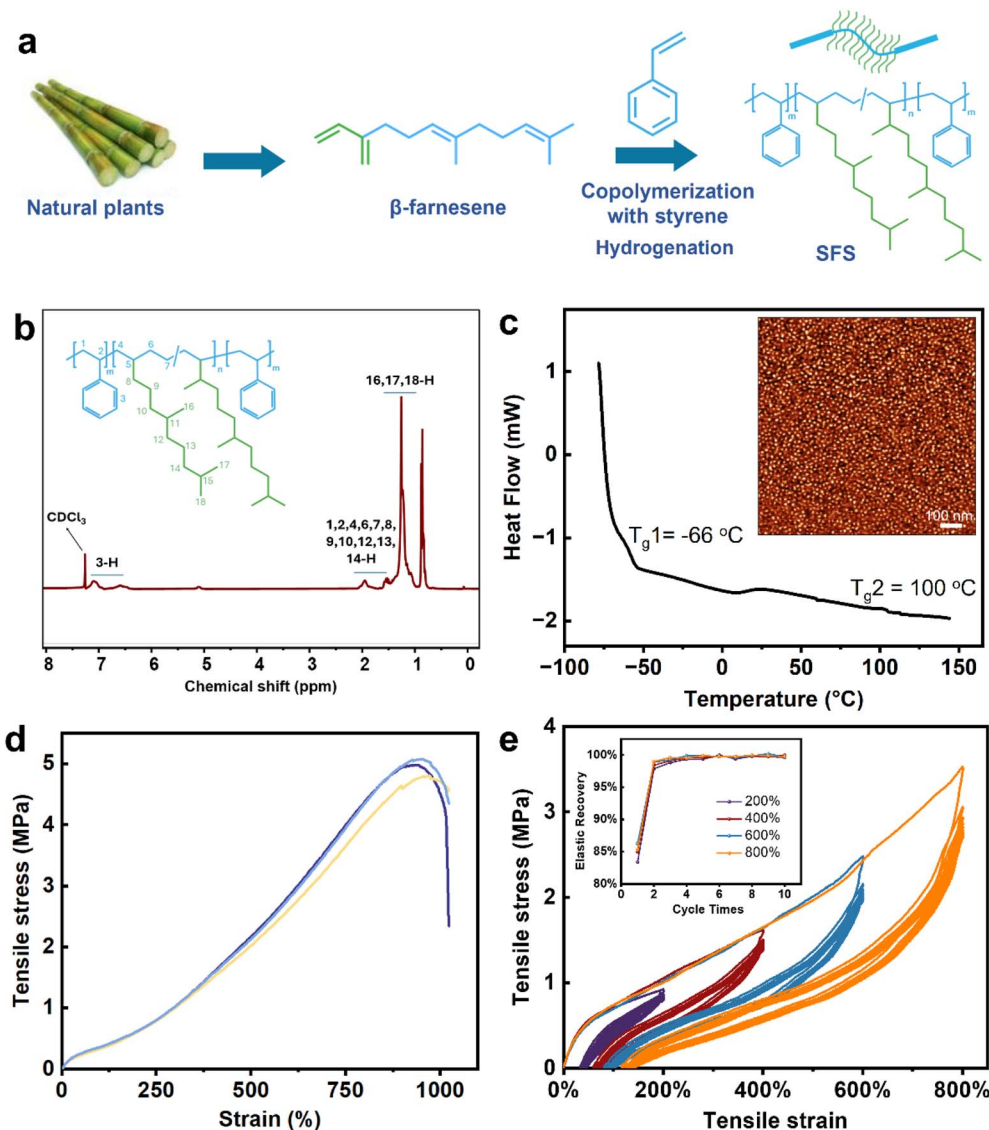 a
Natural plants
β-farnesene
Copolymerization
with styrene
Hydrogenation
m
n
m
SFS
b
1
2
4
6
m
5
7
n
m
3
8
9
10
16
11
12
13
14
17
15
18
16,17,18-H
CDCl3
3-H
1,2,4,6,7,8,
9,10,12,13,
14-H
8
7
6
5
4
3
2
1
0
Chemical shift (ppm)
c
1
0
−1
−2
Heat Flow (mW)
Tg1= -66 °C
Tg2 = 100 °C
100 nm
−100
−50
0
50
100
150
Temperature (°C)
d
5
4
3
2
1
0
Tensile stress (MPa)
0
250
500
750
1000
Strain (%)
e
4
3
2
1
0
Tensile stress (MPa)
100%
95%
90%
85%
80%
Elastic Recovery
200%
400%
600%
800%
0
2
4
6
8
10
Cycle Times
0%
200%
400%
600%
800%
Tensile strain